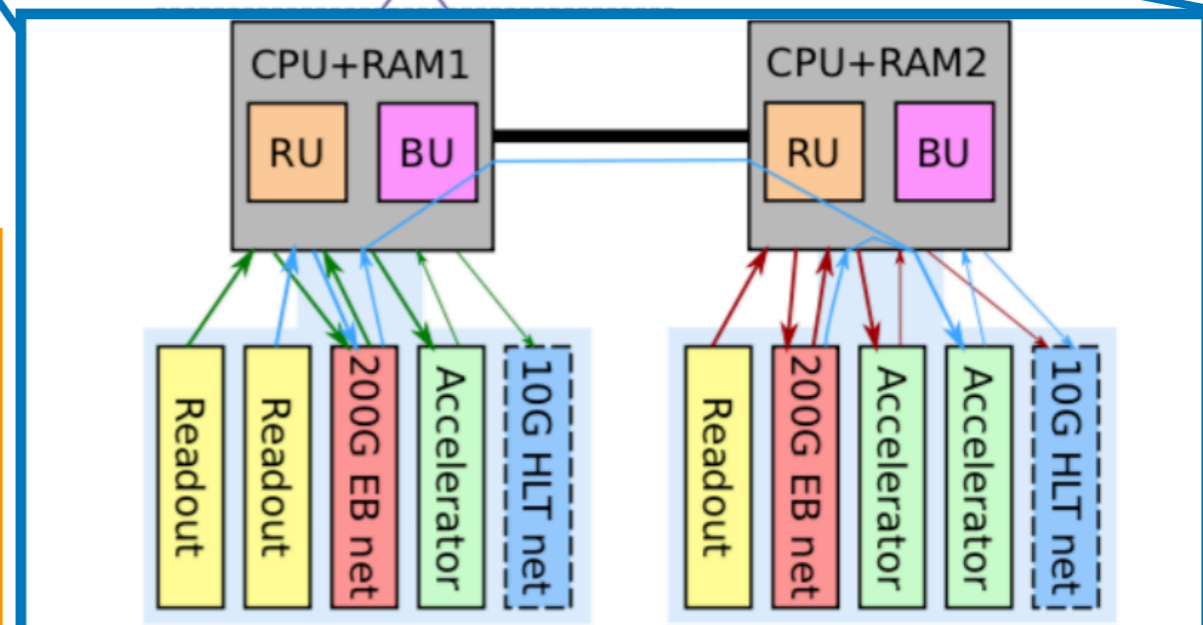 CPU+RAM1
RU
BU
CPU+RAM2
RU
BU
Readout
Readout
200G EB net
Accelerator
10G HLT net
Readout
200G EB net
Accelerator
Accelerator
10G HLT net